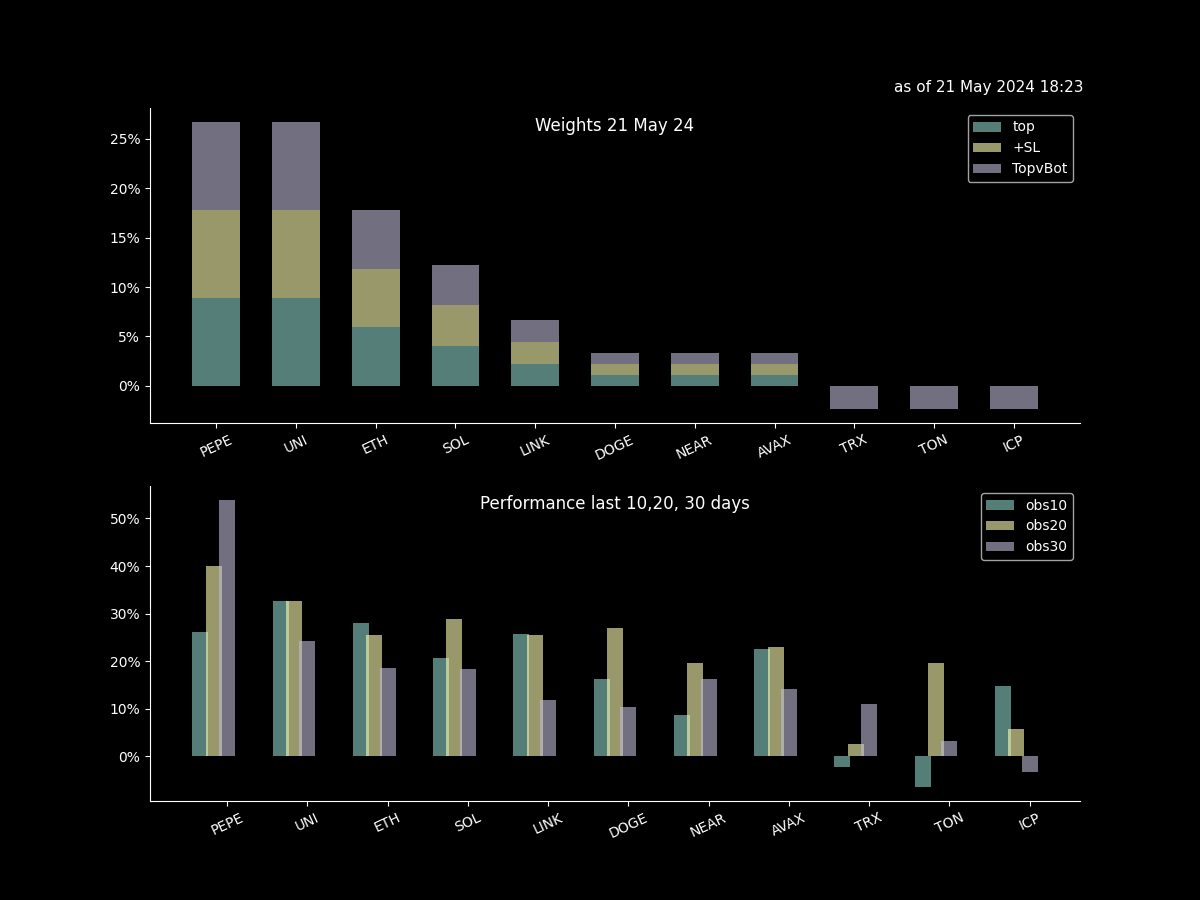 as of 21 May 2024 18:23
Weights 21 May 24
top
+SL
TopvBot
25%
20%
15%
10%
5%
0%
PEPE UNI ETH SOL LINK DOGE NEAR AVAX TRX TON ICP
Performance last 10,20, 30 days
obs10
obs20
obs30
50%
40%
30%
20%
10%
0%
PEPE UNI ETH SOL LINK DOGE NEAR AVAX TRX TON ICP